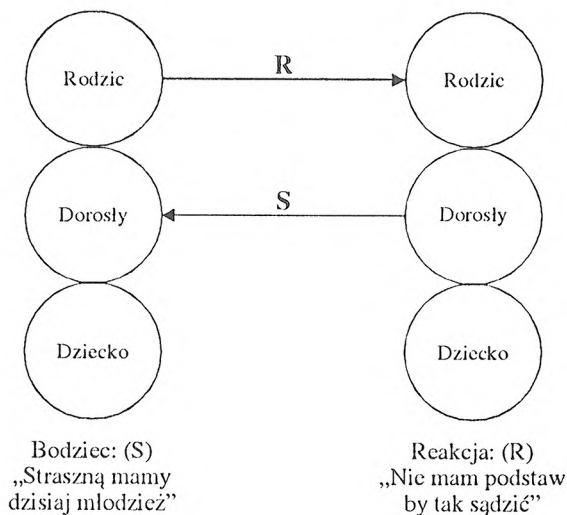 R
Rodzic
Rodzic
S
Dorosły
Dorosły
Dziecko
Dziecko
Bodziec: (S)
„Straszną mamy
dzisiaj młodzież”
Reakcja: (R)
„Nie mam podstaw
by tak sądzić”